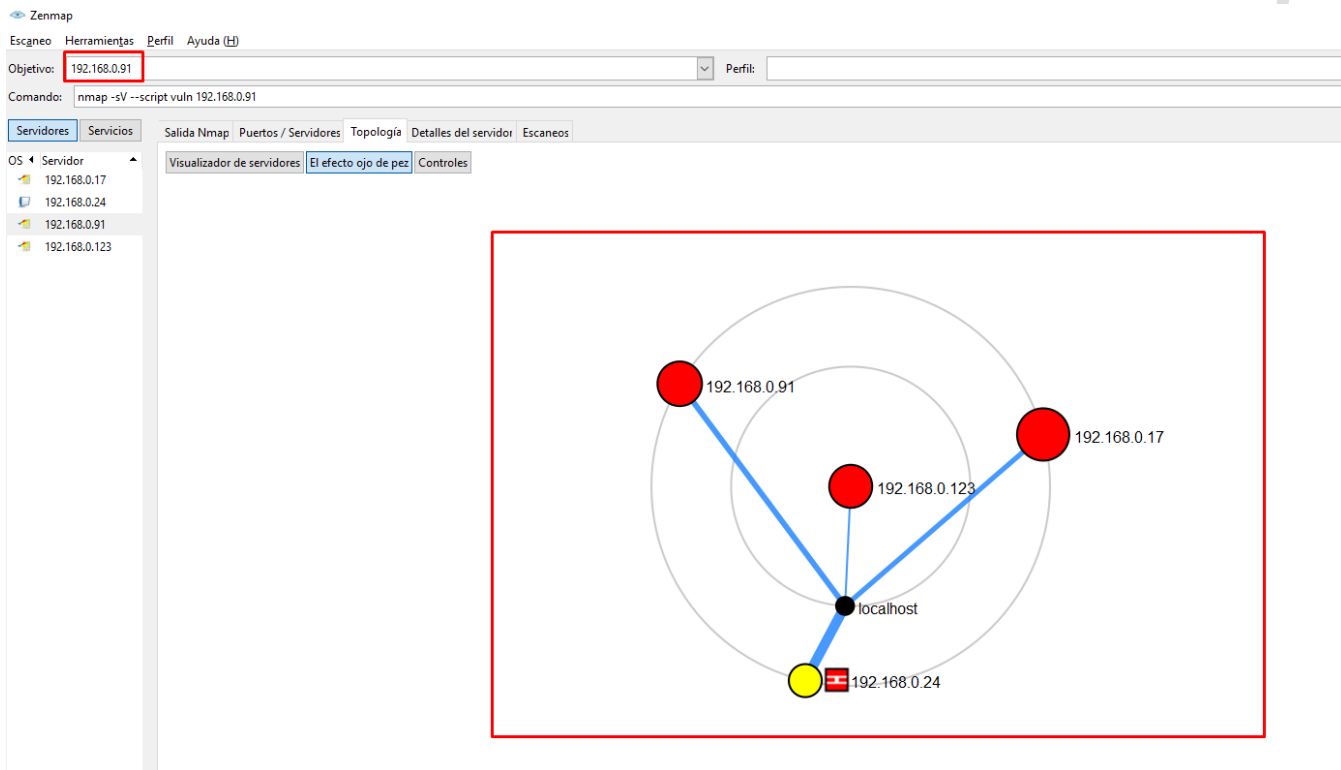 Zenmap
Escaneo Herramientas Perfil Ayuda (H)
Objetivo: 192.168.0.91 Perfil:
Comando: nmap -sV --script vuln 192.168.0.91
Servidores Servicios Salida Nmap Puertos / Servidores Topología Detalles del servidor Escaneos
OS Servidor Visualizador de servidores El efecto ojo de pez Controles
192.168.0.17
192.168.0.24
192.168.0.91
192.168.0.123
192.168.0.91
192.168.0.17
192.168.0.123
localhost
192.168.0.24